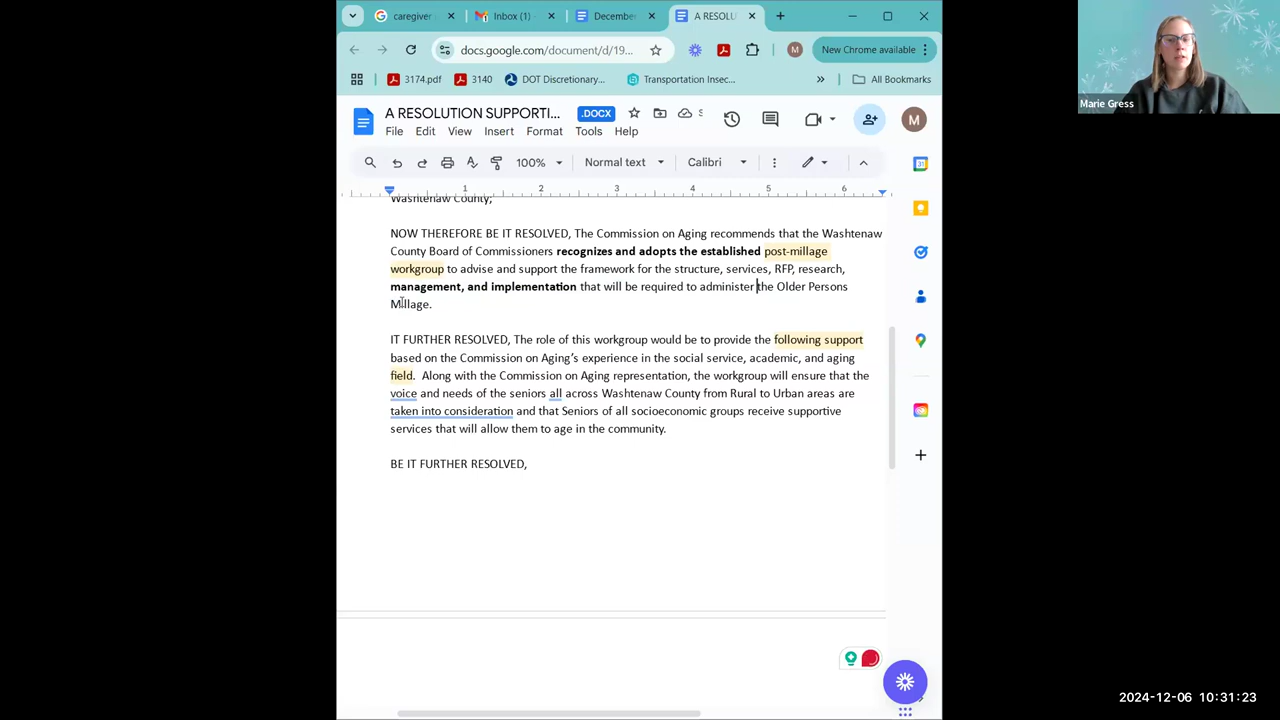 caregiver
Inbox (1)
December
A RESOLU
docs.google.com/document/d/19...
M
New Chrome available
3174.pdf
3140
DOT Discretionary...
Transportation Insec...
»
All Bookmarks
Marie Gress
A RESOLUTION SUPPORTI...
.DOCX
S
M
File Edit View Insert Format Tools Help
100%
Normal text
Calibri
1 2 3 4 5 6
Washtenaw County;
NOW THEREFORE BE IT RESOLVED, The Commission on Aging recommends that the Washtenaw
County Board of Commissioners recognizes and adopts the established post-millage
workgroup to advise and support the framework for the structure, services, RFP, research,
management, and implementation that will be required to administer the Older Persons
Millage.
IT FURTHER RESOLVED, The role of this workgroup would be to provide the following support
based on the Commission on Aging's experience in the social service, academic, and aging
field. Along with the Commission on Aging representation, the workgroup will ensure that the
voice and needs of the seniors all across Washtenaw County from Rural to Urban areas are
taken into consideration and that Seniors of all socioeconomic groups receive supportive
services that will allow them to age in the community.
BE IT FURTHER RESOLVED,
2024-12-06 10:31:23